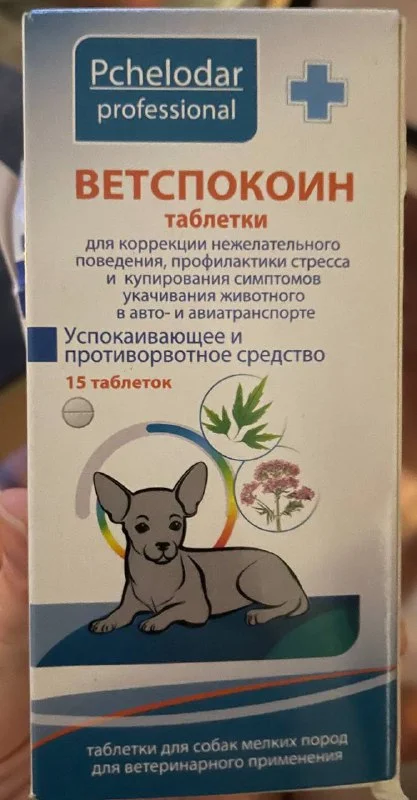 Pchelodar
professional
ВЕТСПОКОИН
таблетки
для коррекции нежелательного
поведения, профилактики стресса
и купирования симптомов
укачивания животного
в авто- и авиатранспорте
Успокаивающее и
противорвотное средство
15 таблеток
таблетки для собак мелких пород
для ветеринарного применения